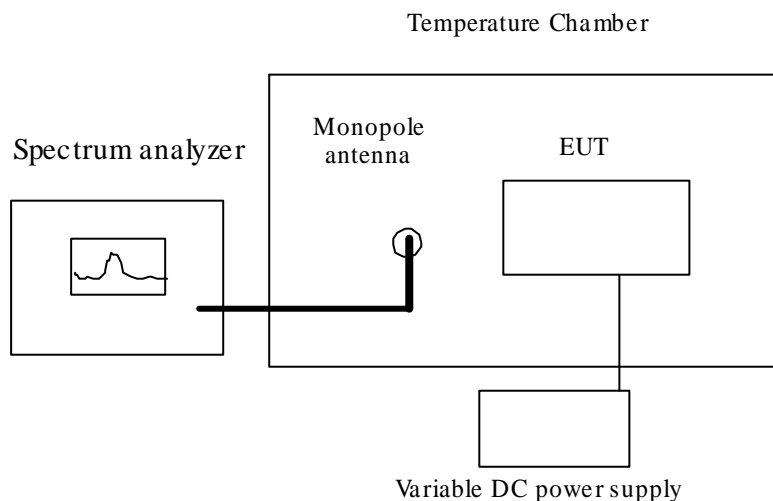 Temperature Chamber
Monopole
antenna
EUT
Spectrum analyzer
Variable DC power supply